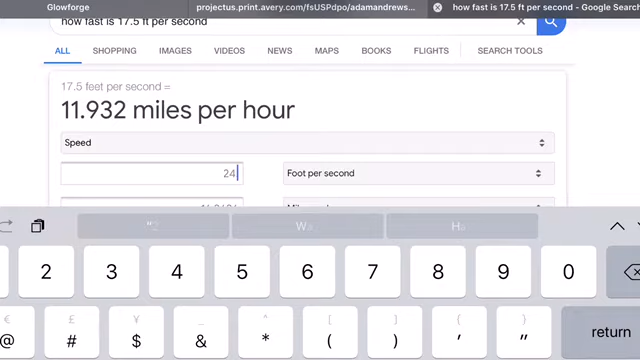 Glowforge
projectus.print.avery.com/fsUSPdpo/adamandrews...
how fast is 17.5 ft per second - Google Search
how fast is 17.5 ft per second
ALL SHOPPING IMAGES VIDEOS NEWS MAPS BOOKS FLIGHTS SEARCH TOOLS
17.5 feet per second =
11.932 miles per hour
Speed
24 Foot per second
"2 Wa Ha
2 3 4 5 6 7 8 9 0
€ £ ¥ _ ^ [ ] { }
@ # $ & * ( ) ' "
return